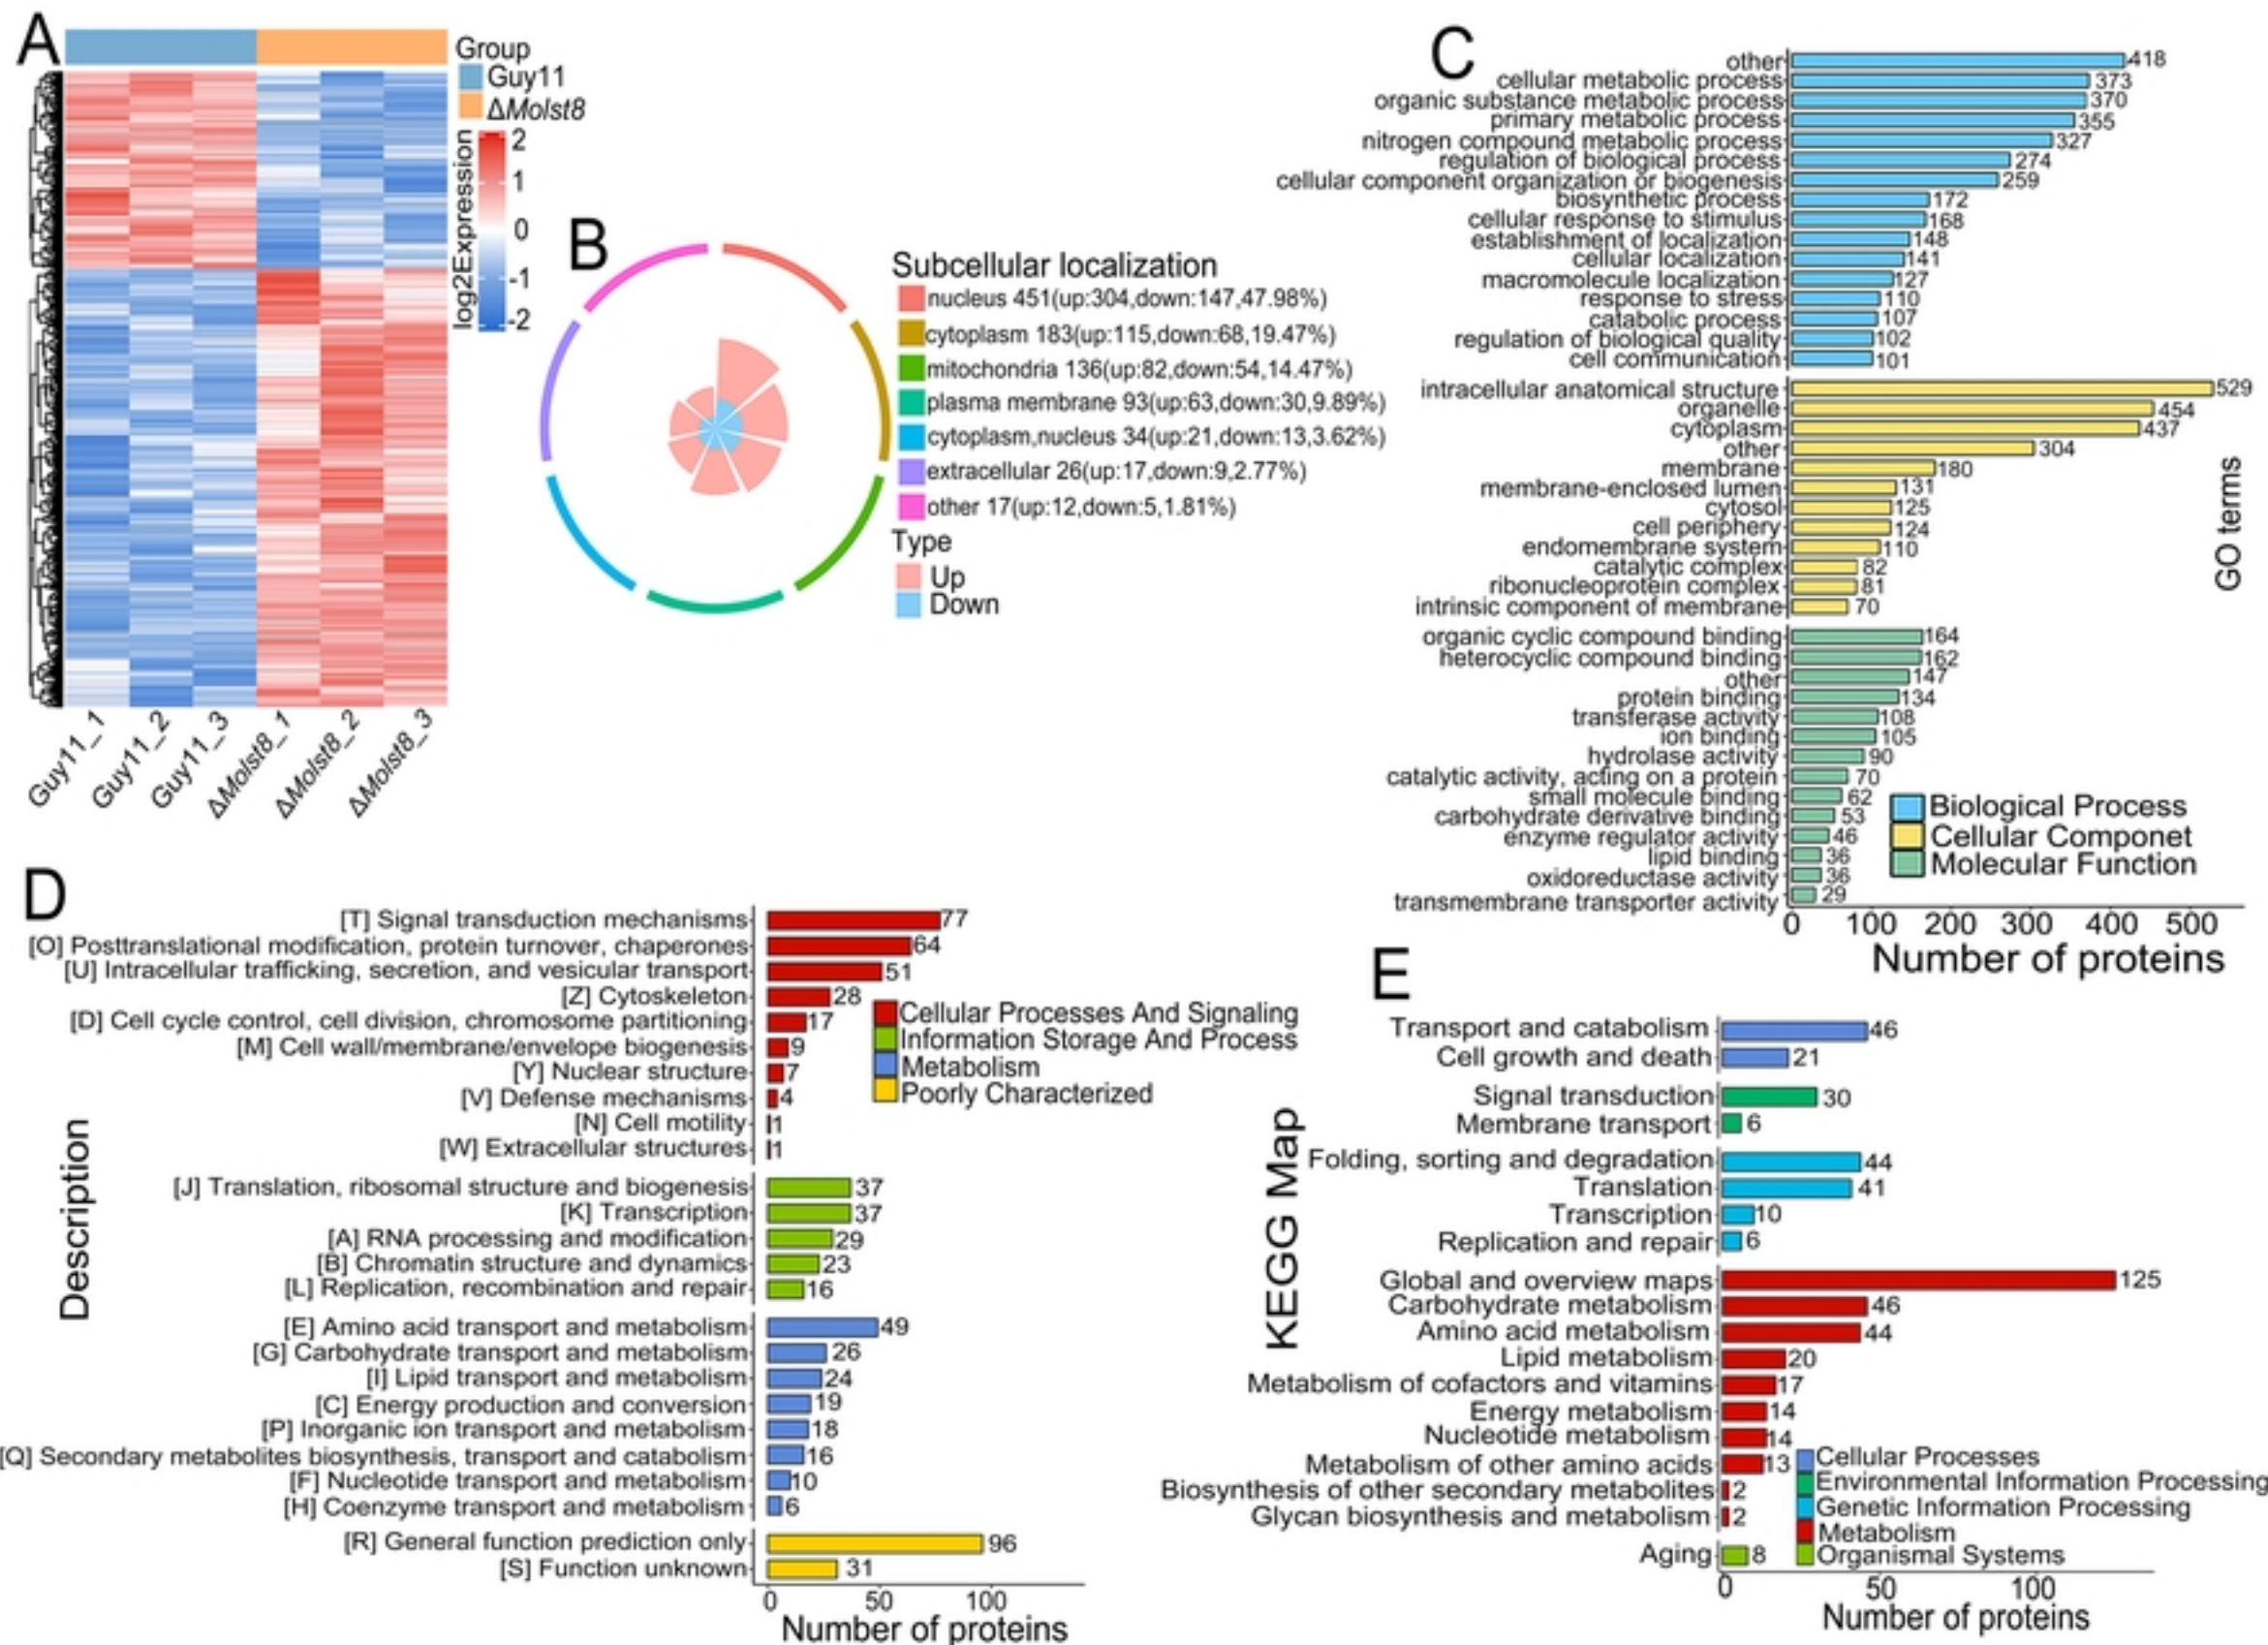 A
Group
Guy11
ΔMolst8
log2Expression
2
1
0
-1
-2
Guy11_1
Guy11_2
Guy11_3
ΔMolst8_1
ΔMolst8_2
ΔMolst8_3
B
Subcellular localization
nucleus 451(up:304,down:147,47.98%)
cytoplasm 183(up:115,down:68,19.47%)
mitochondria 136(up:82,down:54,14.47%)
plasma membrane 93(up:63,down:30,9.89%)
cytoplasm,nucleus 34(up:21,down:13,3.62%)
extracellular 26(up:17,down:9,2.77%)
other 17(up:12,down:5,1.81%)
Type
Up
Down
C
other 418
cellular metabolic process 373
organic substance metabolic process 370
primary metabolic process 355
nitrogen compound metabolic process 327
regulation of biological process 274
cellular component organization or biogenesis 259
biosynthetic process 172
cellular response to stimulus 168
establishment of localization 148
cellular localization 141
macromolecule localization 127
response to stress 110
catabolic process 107
regulation of biological quality 102
cell communication 101
intracellular anatomical structure 529
organelle 454
cytoplasm 437
other 304
membrane 180
membrane-enclosed lumen 131
cytosol 125
cell periphery 124
endomembrane system 110
catalytic complex 82
ribonucleoprotein complex 81
intrinsic component of membrane 70
organic cyclic compound binding 164
heterocyclic compound binding 162
other 147
protein binding 134
transferase activity 108
ion binding 105
hydrolase activity 90
catalytic activity, acting on a protein 70
small molecule binding 62
carbohydrate derivative binding 53
enzyme regulator activity 46
lipid binding 36
oxidoreductase activity 36
transmembrane transporter activity 29
GO terms
Biological Process
Cellular Componet
Molecular Function
0 100 200 300 400 500
Number of proteins
D
Description
[T] Signal transduction mechanisms 77
[O] Posttranslational modification, protein turnover, chaperones 64
[U] Intracellular trafficking, secretion, and vesicular transport 51
[Z] Cytoskeleton 28
[D] Cell cycle control, cell division, chromosome partitioning 17
[M] Cell wall/membrane/envelope biogenesis 9
[Y] Nuclear structure 7
[V] Defense mechanisms 4
[N] Cell motility 1
[W] Extracellular structures 1
[J] Translation, ribosomal structure and biogenesis 37
[K] Transcription 37
[A] RNA processing and modification 29
[B] Chromatin structure and dynamics 23
[L] Replication, recombination and repair 16
[E] Amino acid transport and metabolism 49
[G] Carbohydrate transport and metabolism 26
[I] Lipid transport and metabolism 24
[C] Energy production and conversion 19
[P] Inorganic ion transport and metabolism 18
[Q] Secondary metabolites biosynthesis, transport and catabolism 16
[F] Nucleotide transport and metabolism 10
[H] Coenzyme transport and metabolism 6
[R] General function prediction only 96
[S] Function unknown 31
Cellular Processes And Signaling
Information Storage And Process
Metabolism
Poorly Characterized
0 50 100
Number of proteins
E
KEGG Map
Transport and catabolism 46
Cell growth and death 21
Signal transduction 30
Membrane transport 6
Folding, sorting and degradation 44
Translation 41
Transcription 10
Replication and repair 6
Global and overview maps 125
Carbohydrate metabolism 46
Amino acid metabolism 44
Lipid metabolism 20
Metabolism of cofactors and vitamins 17
Energy metabolism 14
Nucleotide metabolism 14
Metabolism of other amino acids 13
Biosynthesis of other secondary metabolites 2
Glycan biosynthesis and metabolism 2
Aging 8
Cellular Processes
Environmental Information Processing
Genetic Information Processing
Metabolism
Organismal Systems
0 50 100
Number of proteins